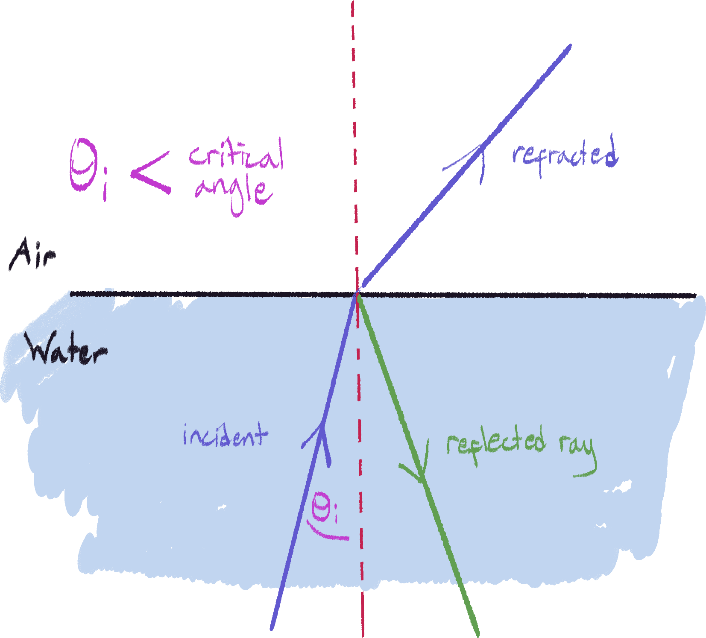 θi < critical
angle
refracted
Air
Water
incident
reflected ray
θi